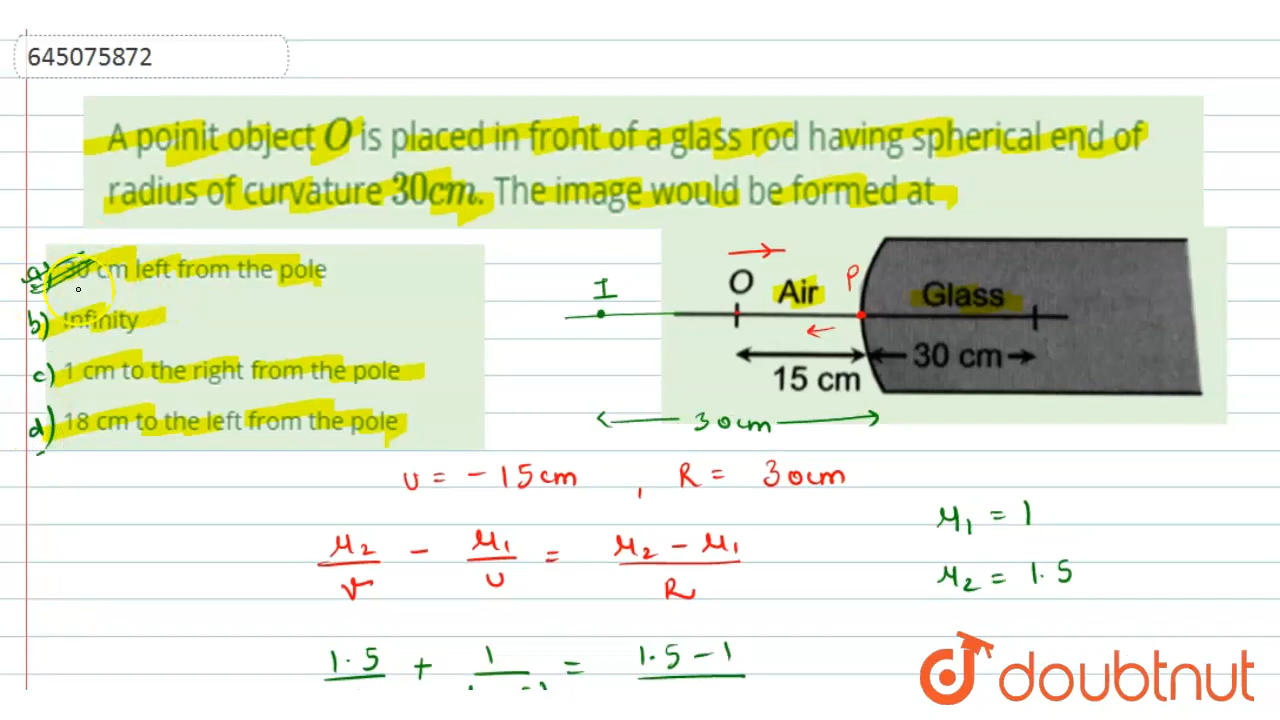 645075872
A poinit object O is placed in front of a glass rod having spherical end of
radius of curvature 30cm. The image would be formed at
a) 30 cm left from the pole
b) Infinity
c) 1 cm to the right from the pole
d) 18 cm to the left from the pole
I
O
Air
P
Glass
15 cm
30 cm
30cm
u = -15cm , R = 30cm
μ1 = 1
μ2 / v - μ1 / u = μ2 - μ1 / R
μ2 = 1.5
1.5 + 1 = 1.5 - 1
doubtnut